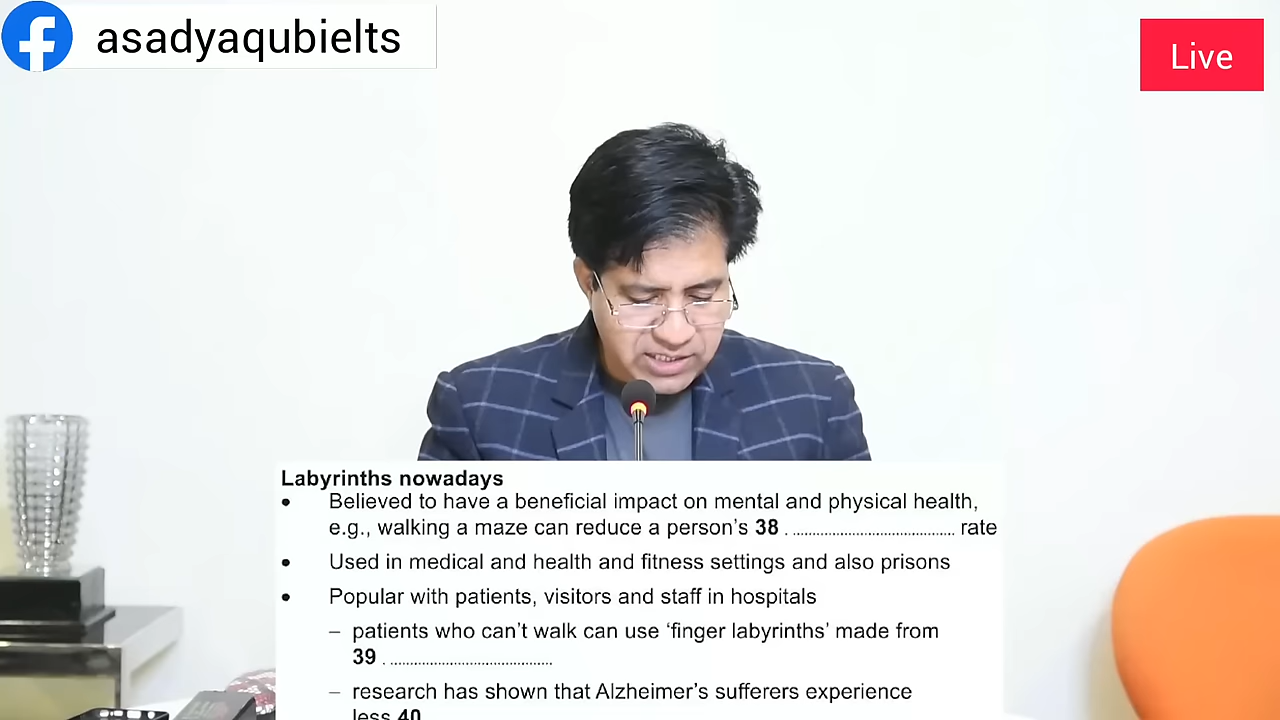 asadyaqubielts
Live
Labyrinths nowadays
• Believed to have a beneficial impact on mental and physical health,
e.g., walking a maze can reduce a person's 38 . .................................... rate
• Used in medical and health and fitness settings and also prisons
• Popular with patients, visitors and staff in hospitals
– patients who can't walk can use 'finger labyrinths' made from
39 . ....................................
– research has shown that Alzheimer's sufferers experience
less 40